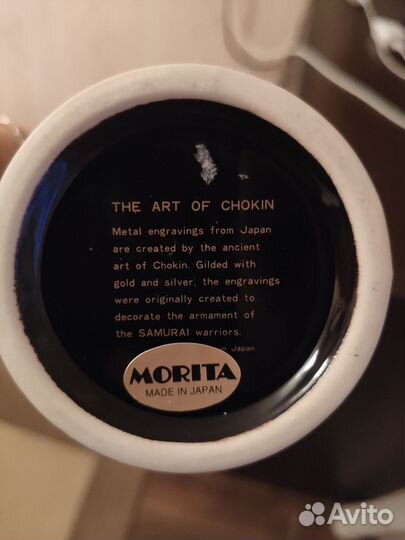 THE ART OF CHOKIN
Metal engravings from Japan
are created by the ancient
art of Chokin. Gilded with
gold and silver, the engravings
were originally created to
decorate the armament of
the SAMURAI warriors.
in Japan
MORITA
MADE IN JAPAN
Avito